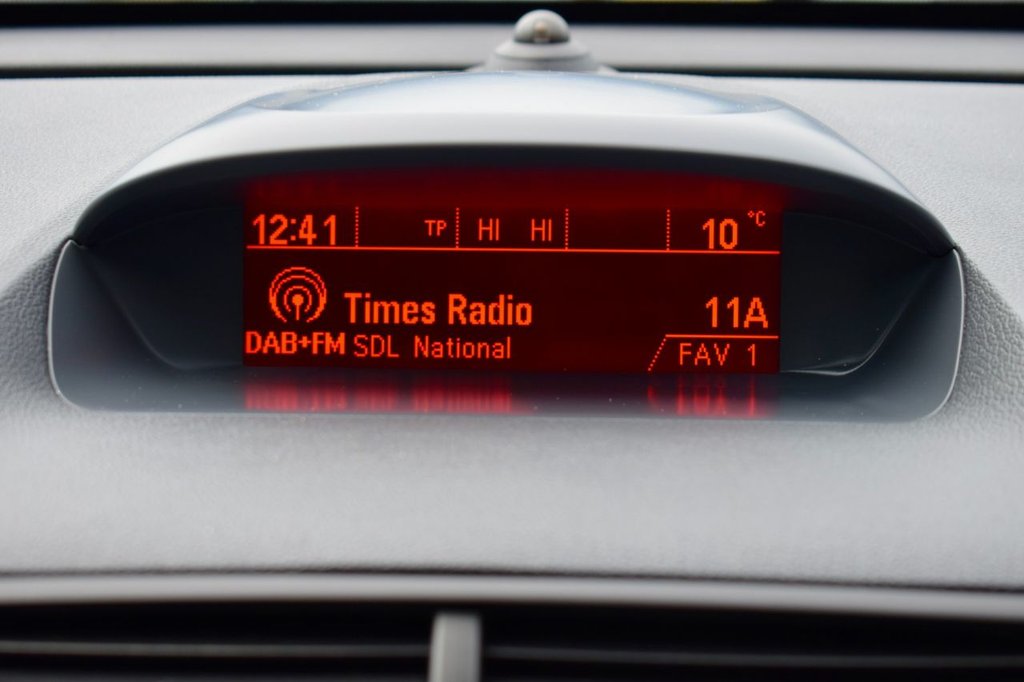 12:41 TP HI HI 10 °C
Times Radio 11A
DAB+FM SDL National FAV 1